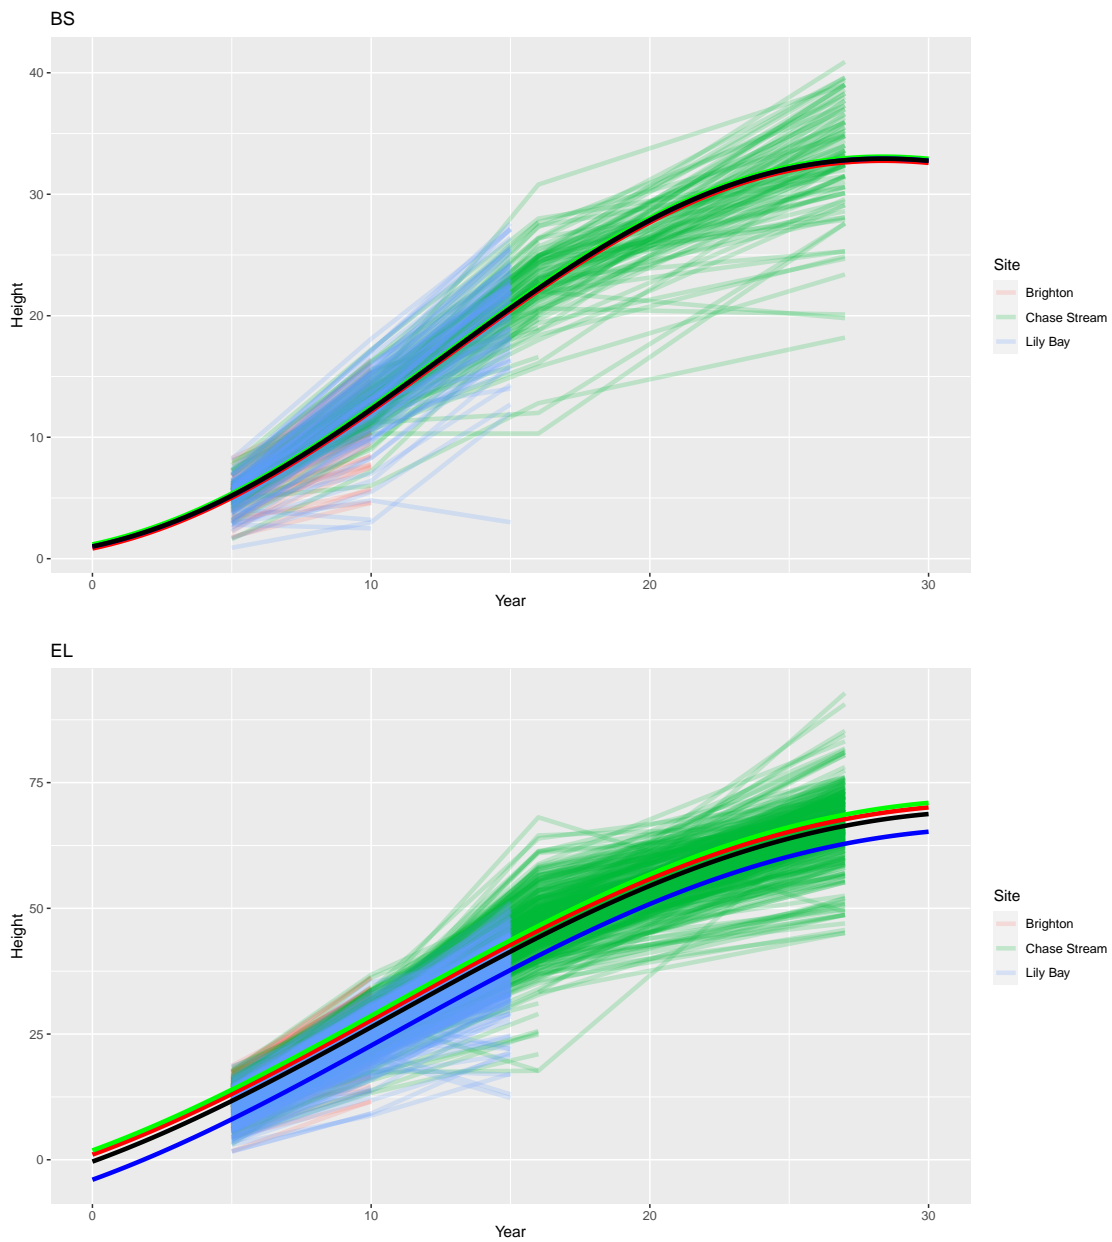 BS
40
30
20
10
0
Height
0 10 20 30
Year
Site
Brighton
Chase Stream
Lily Bay
EL
75
50
25
0
Height
0 10 20 30
Year
Site
Brighton
Chase Stream
Lily Bay